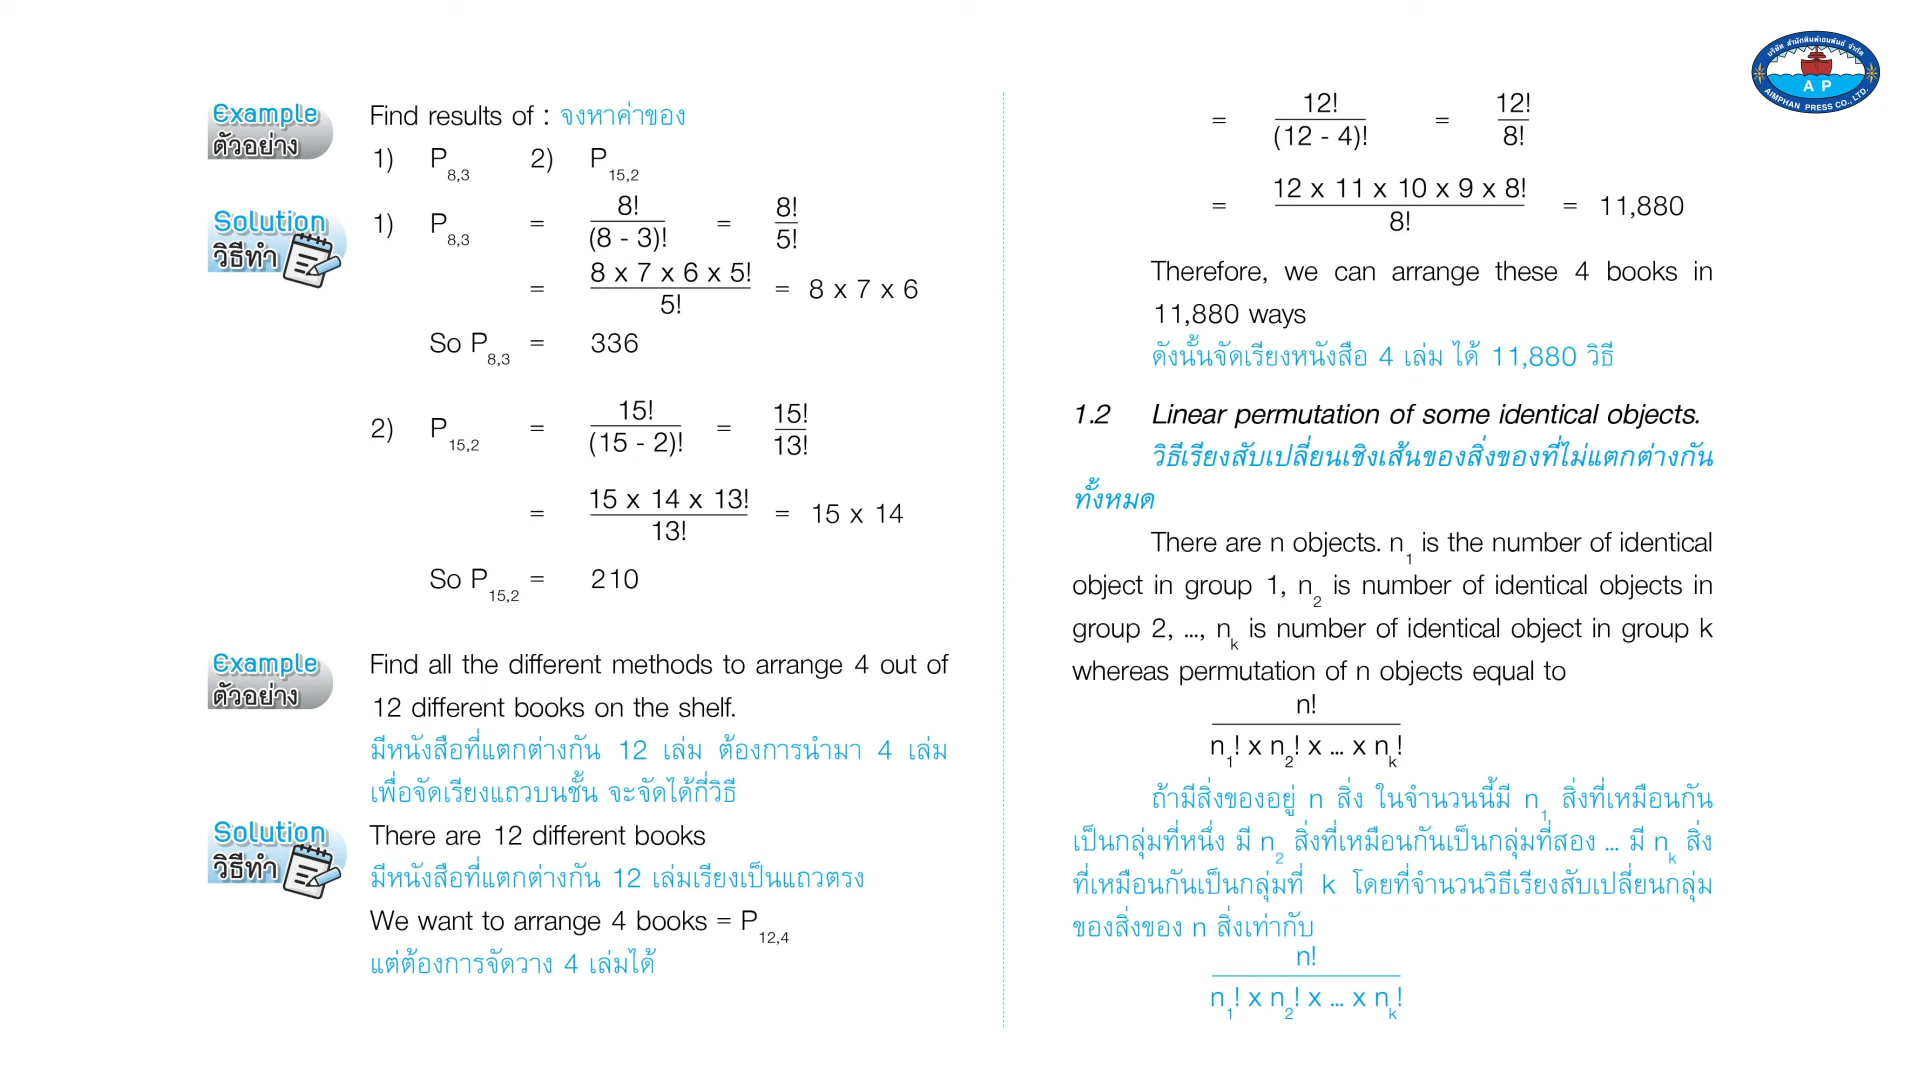 Example
ตัวอย่าง
Find results of : จงหาค่าของ
1) P8,3 2) P15,2
Solution
วิธีทำ
1) P8,3 = 8!/(8 - 3)! = 8!/5!
= 8 x 7 x 6 x 5!/5! = 8 x 7 x 6
So P8,3 = 336
2) P15,2 = 15!/(15 - 2)! = 15!/13!
= 15 x 14 x 13!/13! = 15 x 14
So P15,2 = 210
Example
ตัวอย่าง
Find all the different methods to arrange 4 out of
12 different books on the shelf.
มีหนังสือที่แตกต่างกัน 12 เล่ม ต้องการนำมา 4 เล่ม
เพื่อจัดเรียงแถวบนชั้น จะจัดได้กี่วิธี
Solution
วิธีทำ
There are 12 different books
มีหนังสือที่แตกต่างกัน 12 เล่มเรียงเป็นแถวตรง
We want to arrange 4 books = P12,4
แต่ต้องการจัดวาง 4 เล่มได้
= 12!/(12 - 4)! = 12!/8!
= 12 x 11 x 10 x 9 x 8!/8! = 11,880
Therefore, we can arrange these 4 books in
11,880 ways
ดังนั้นจัดเรียงหนังสือ 4 เล่ม ได้ 11,880 วิธี
1.2 Linear permutation of some identical objects.
วิธีเรียงสับเปลี่ยนเชิงเส้นของสิ่งของที่ไม่แตกต่างกัน
ทั้งหมด
There are n objects. n1 is the number of identical
object in group 1, n2 is number of identical objects in
group 2, ..., nk is number of identical object in group k
whereas permutation of n objects equal to
n!
n1! x n2! x ... x nk!
ถ้ามีสิ่งของอยู่ n สิ่ง ในจำนวนนี้มี n1 สิ่งที่เหมือนกัน
เป็นกลุ่มที่หนึ่ง มี n2 สิ่งที่เหมือนกันเป็นกลุ่มที่สอง ... มี nk สิ่ง
ที่เหมือนกันเป็นกลุ่มที่ k โดยที่จำนวนวิธีเรียงสับเปลี่ยนกลุ่ม
ของสิ่งของ n สิ่งเท่ากับ
n!
n1! x n2! x ... x nk!
บริษัท สำนักพิมพ์เอมพันธ์ จำกัด
A P
AIMPHAN PRESS CO., LTD.